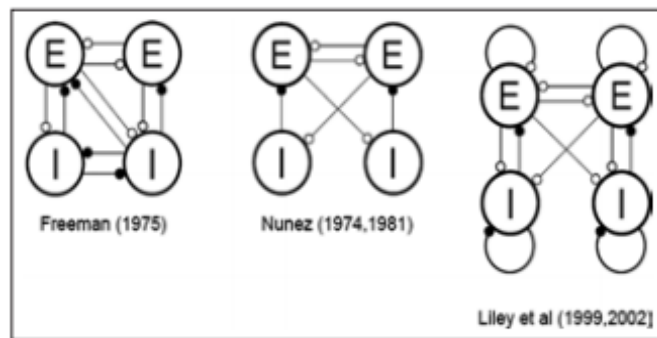 E E E E
E E
I I I I
I I
Freeman (1975)
Nunez (1974,1981)
Liley et al (1999,2002]